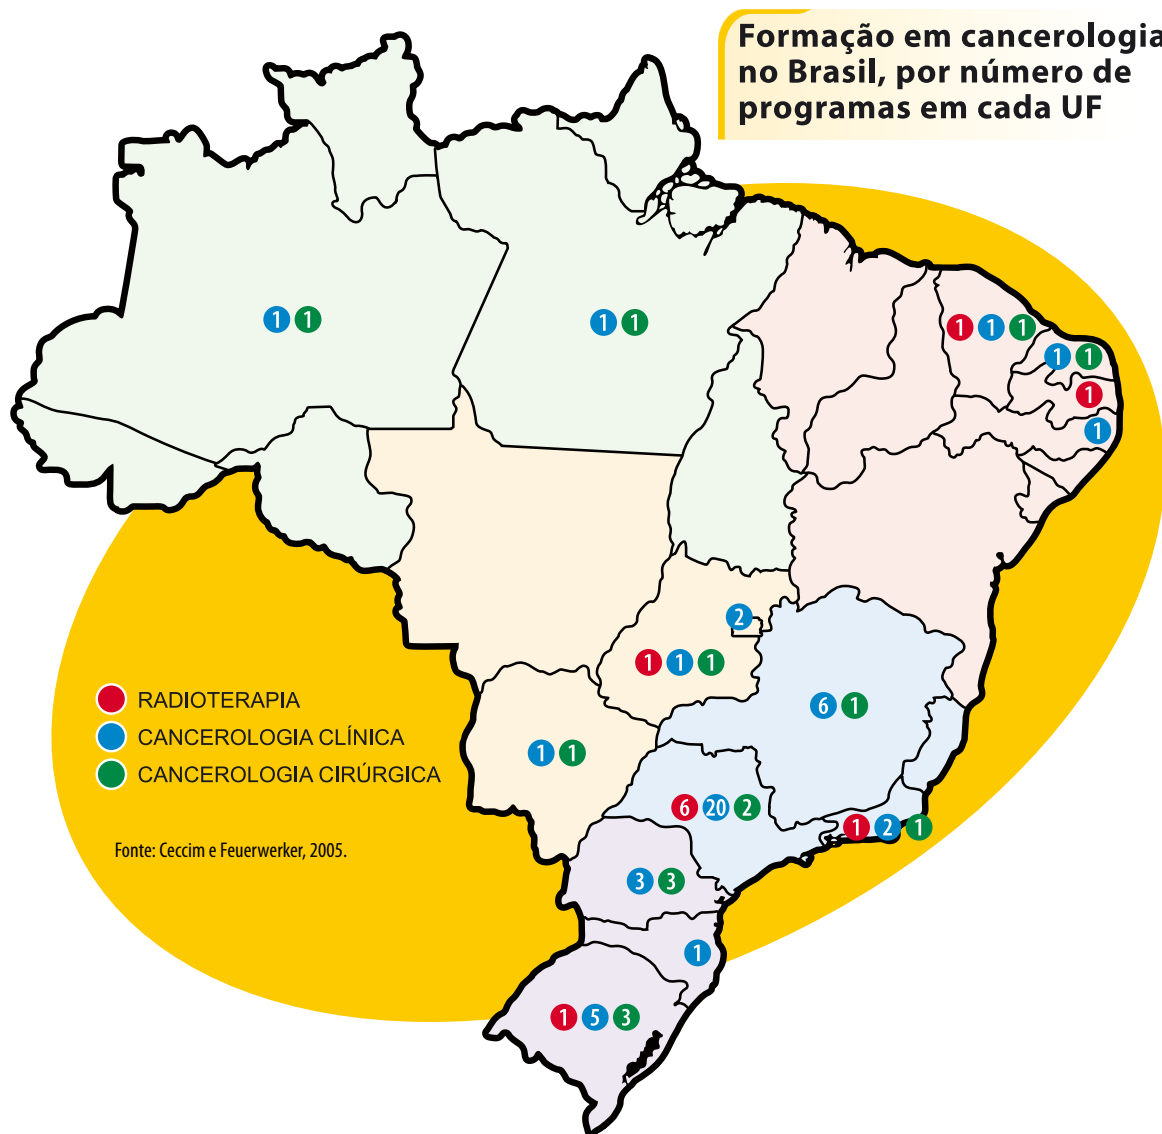 Formação em cancerologia
no Brasil, por número de
programas em cada UF
1 1
1 1
1 1 1
1 1
1
1
2
1 1 1
6 1
1 1
6 20 2
1 2 1
3 3
1
1 5 3
RADIOTERAPIA
CANCEROLOGIA CLÍNICA
CANCEROLOGIA CIRÚRGICA
Fonte: Ceccim e Feuerwerker, 2005.